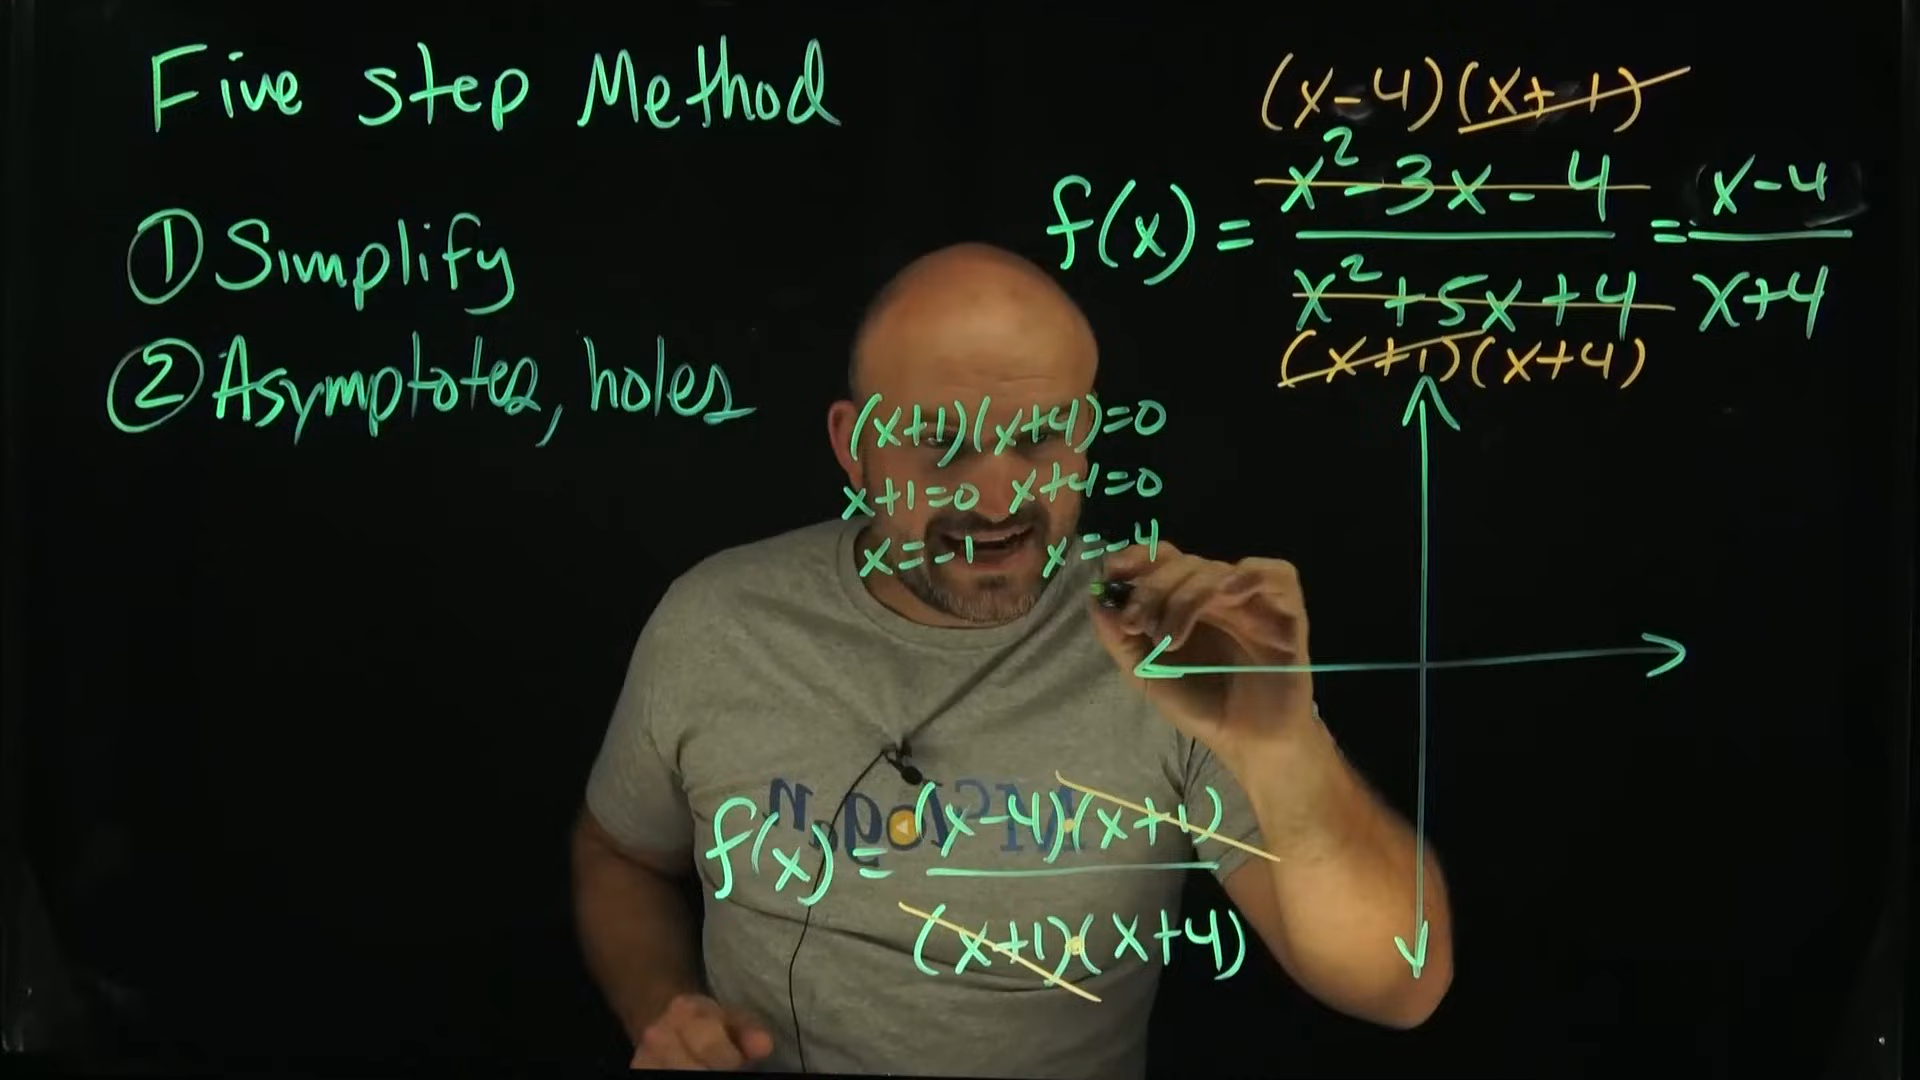 Five step Method
① Simplify
② Asymptotes, holes
(x-4)(x+1)
f(x) = x²-3x-4 / x²+5x+4 = x-4 / x+4
(x+1)(x+4)
(x+1)(x+4)=0
x+1=0 x+4=0
x=-1 x=-4
f(x) = (x-4)·(x+1) / (x+1)·(x+4)